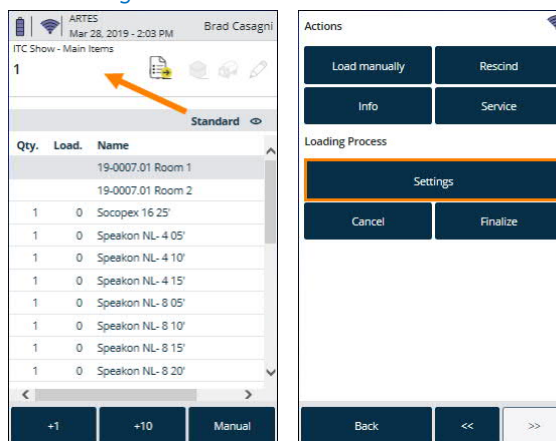 ARTES
Mar 28, 2019 - 2:03 PM
Brad Casagni
ITC Show - Main Items
1
Standard
Qty. Load. Name
19-0007.01 Room 1
19-0007.01 Room 2
1 0 Socopex 16 25'
1 0 Speakon NL- 4 05'
1 0 Speakon NL- 4 10'
1 0 Speakon NL- 4 15'
1 0 Speakon NL- 8 05'
1 0 Speakon NL- 8 10'
1 0 Speakon NL- 8 15'
1 0 Speakon NL- 8 20'
+1 +10 Manual
Actions
Load manually Rescind
Info Service
Loading Process
Settings
Cancel Finalize
Back << >>